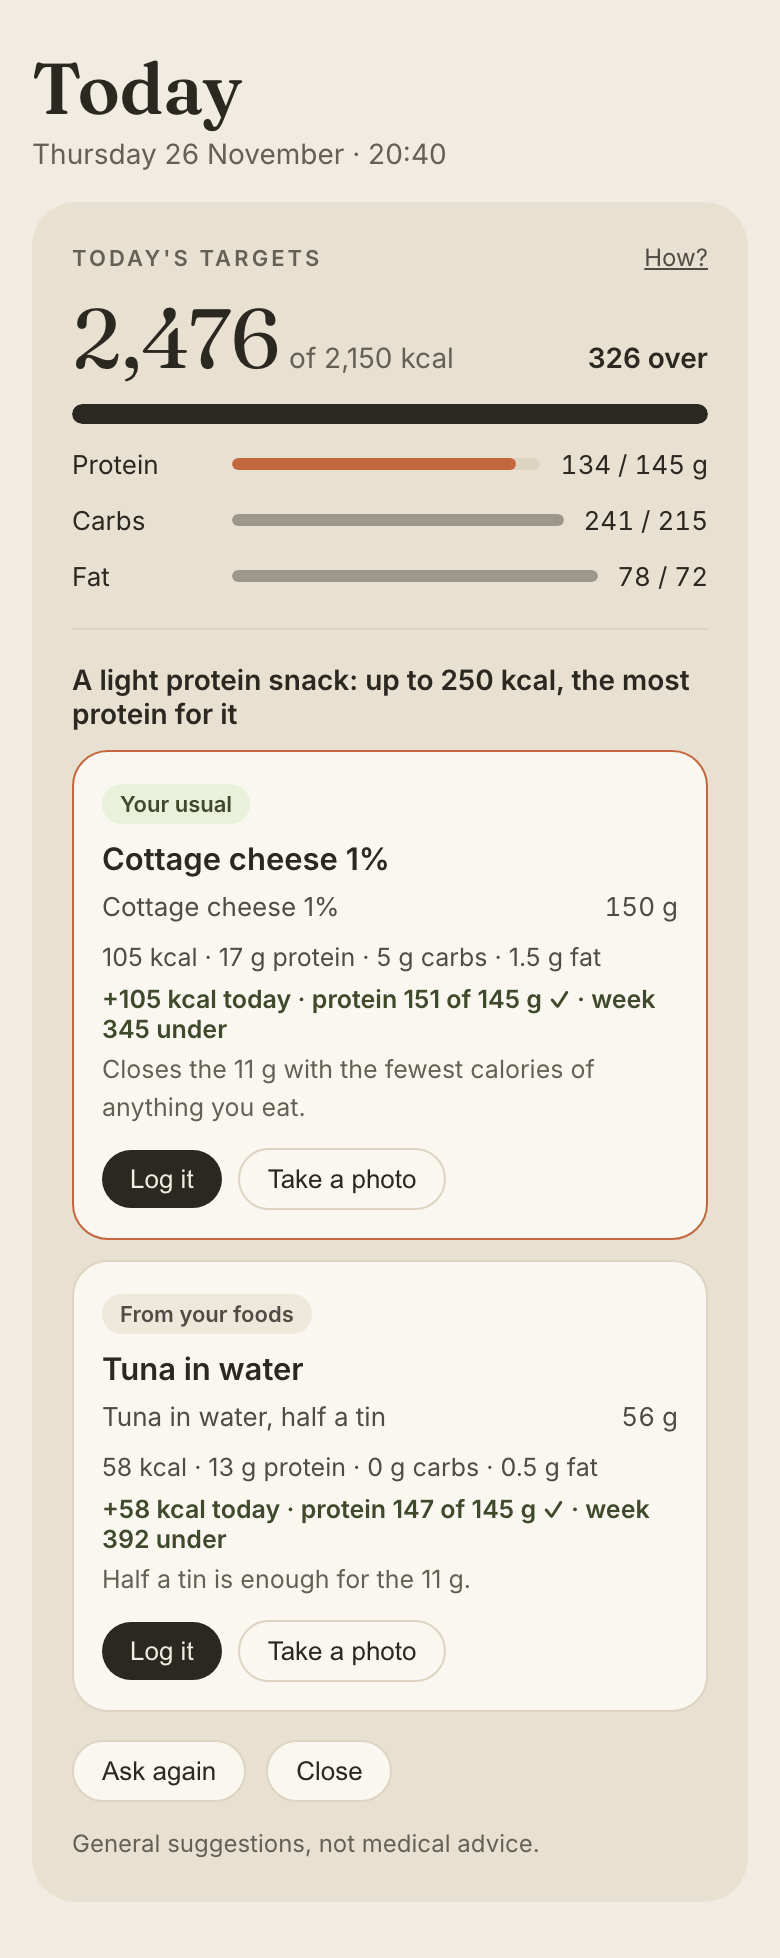 Today
Thursday 26 November · 20:40
TODAY'S TARGETS
How?
2,476 of 2,150 kcal
326 over
Protein
134 / 145 g
Carbs
241 / 215
Fat
78 / 72
A light protein snack: up to 250 kcal, the most
protein for it
Your usual
Cottage cheese 1%
Cottage cheese 1%
150 g
105 kcal · 17 g protein · 5 g carbs · 1.5 g fat
+105 kcal today · protein 151 of 145 g ✓ · week
345 under
Closes the 11 g with the fewest calories of
anything you eat.
Log it
Take a photo
From your foods
Tuna in water
Tuna in water, half a tin
56 g
58 kcal · 13 g protein · 0 g carbs · 0.5 g fat
+58 kcal today · protein 147 of 145 g ✓ · week
392 under
Half a tin is enough for the 11 g.
Log it
Take a photo
Ask again
Close
General suggestions, not medical advice.